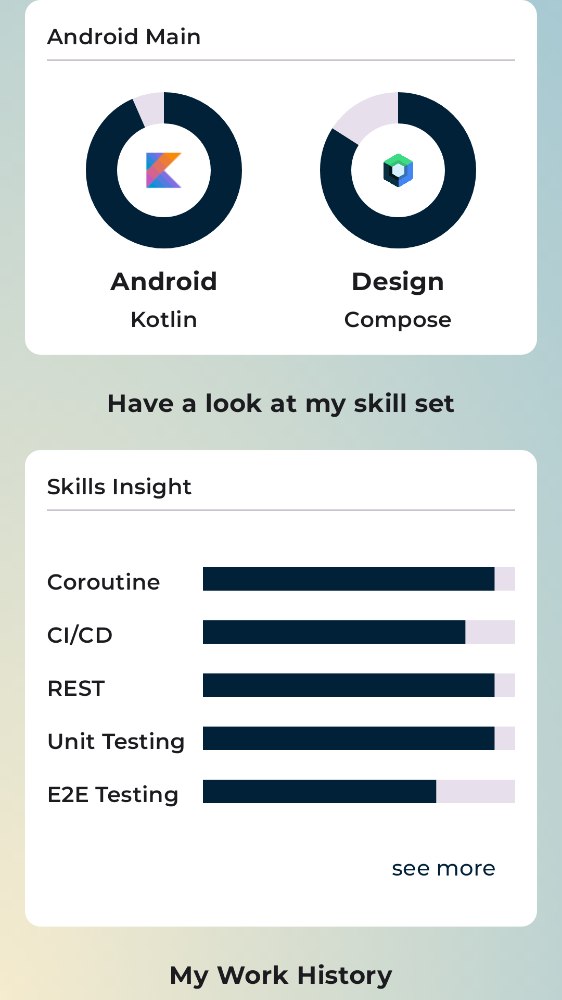 Android Main
Android
Design
Kotlin
Compose
Have a look at my skill set
Skills Insight
Coroutine
CI/CD
REST
Unit Testing
E2E Testing
see more
My Work History